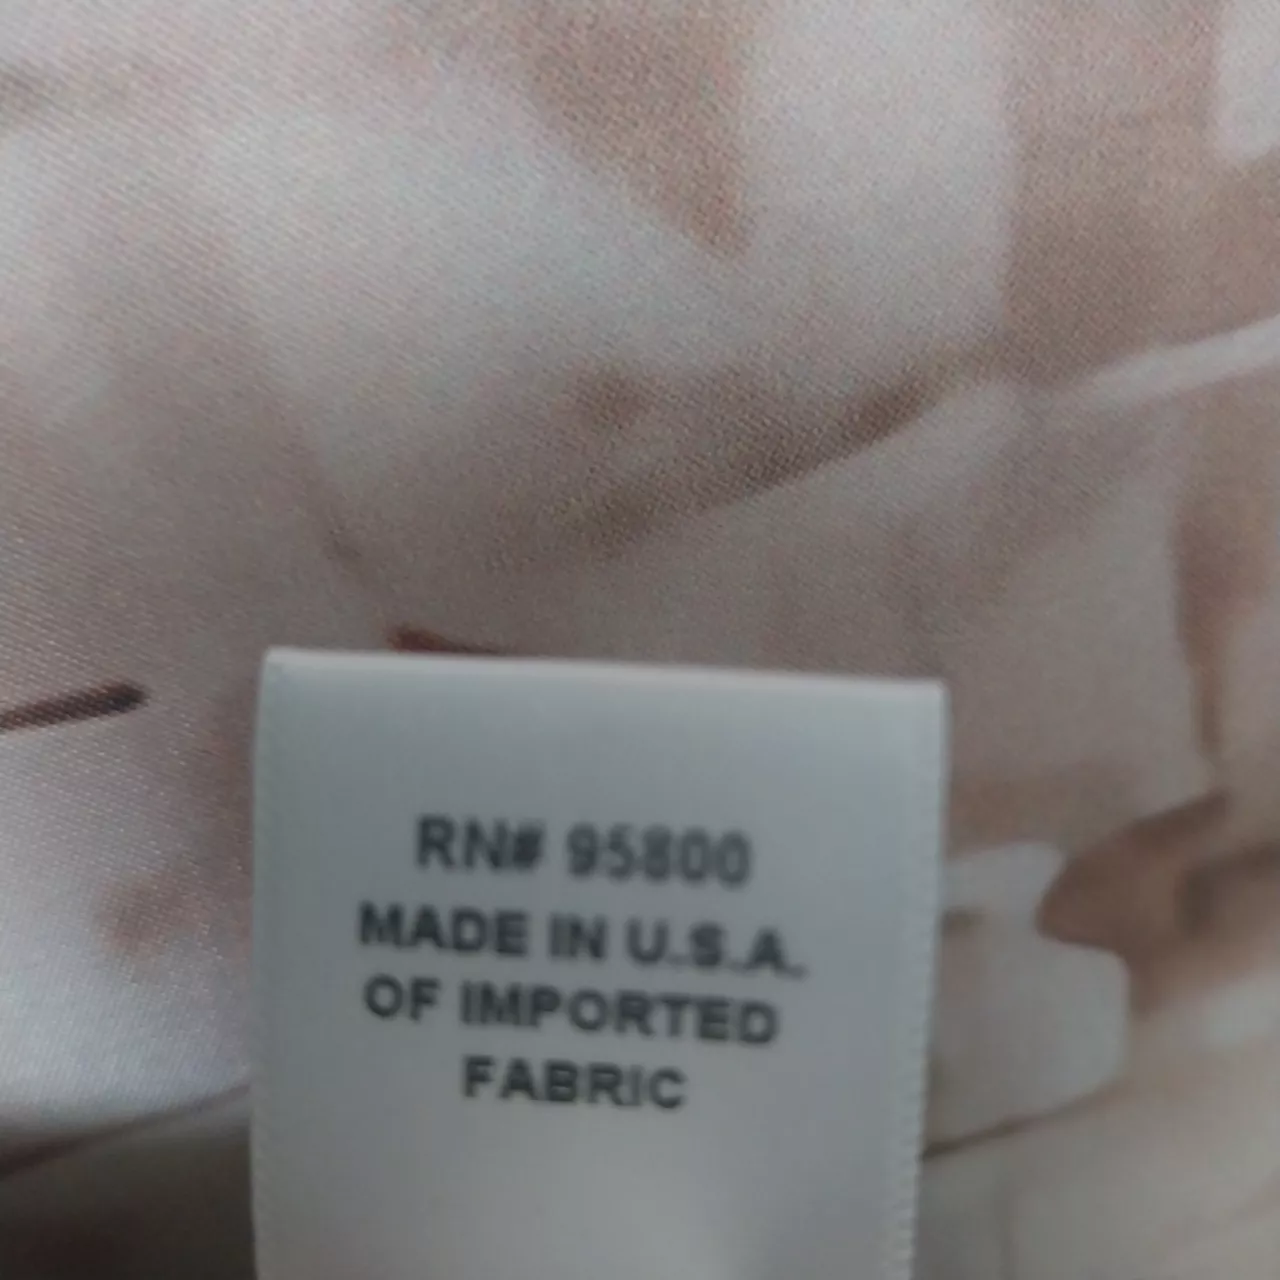 RN# 95800
MADE IN U.S.A.
OF IMPORTED
FABRIC